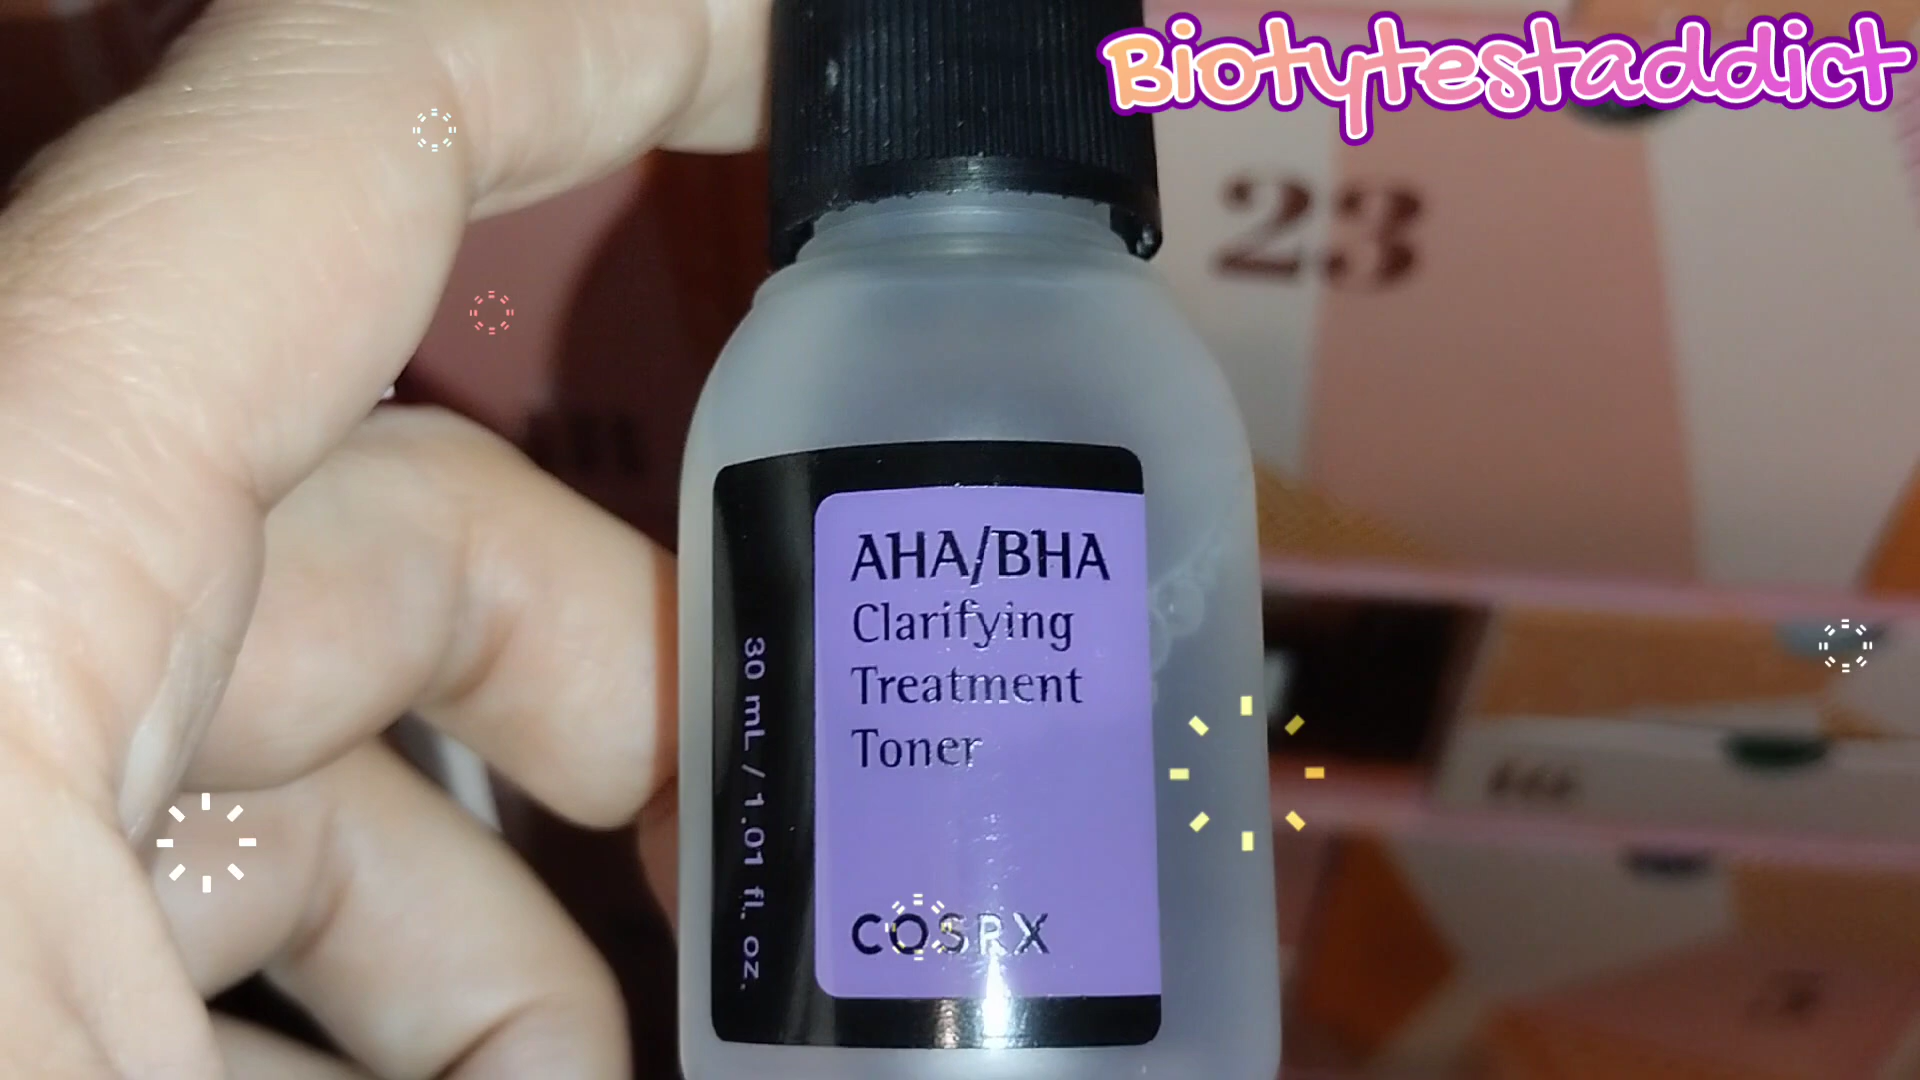 Biotytestaddict
23
AHA/BHA
Clarifying
Treatment
Toner
30 mL / 1.01 fl. oz.
COSRX